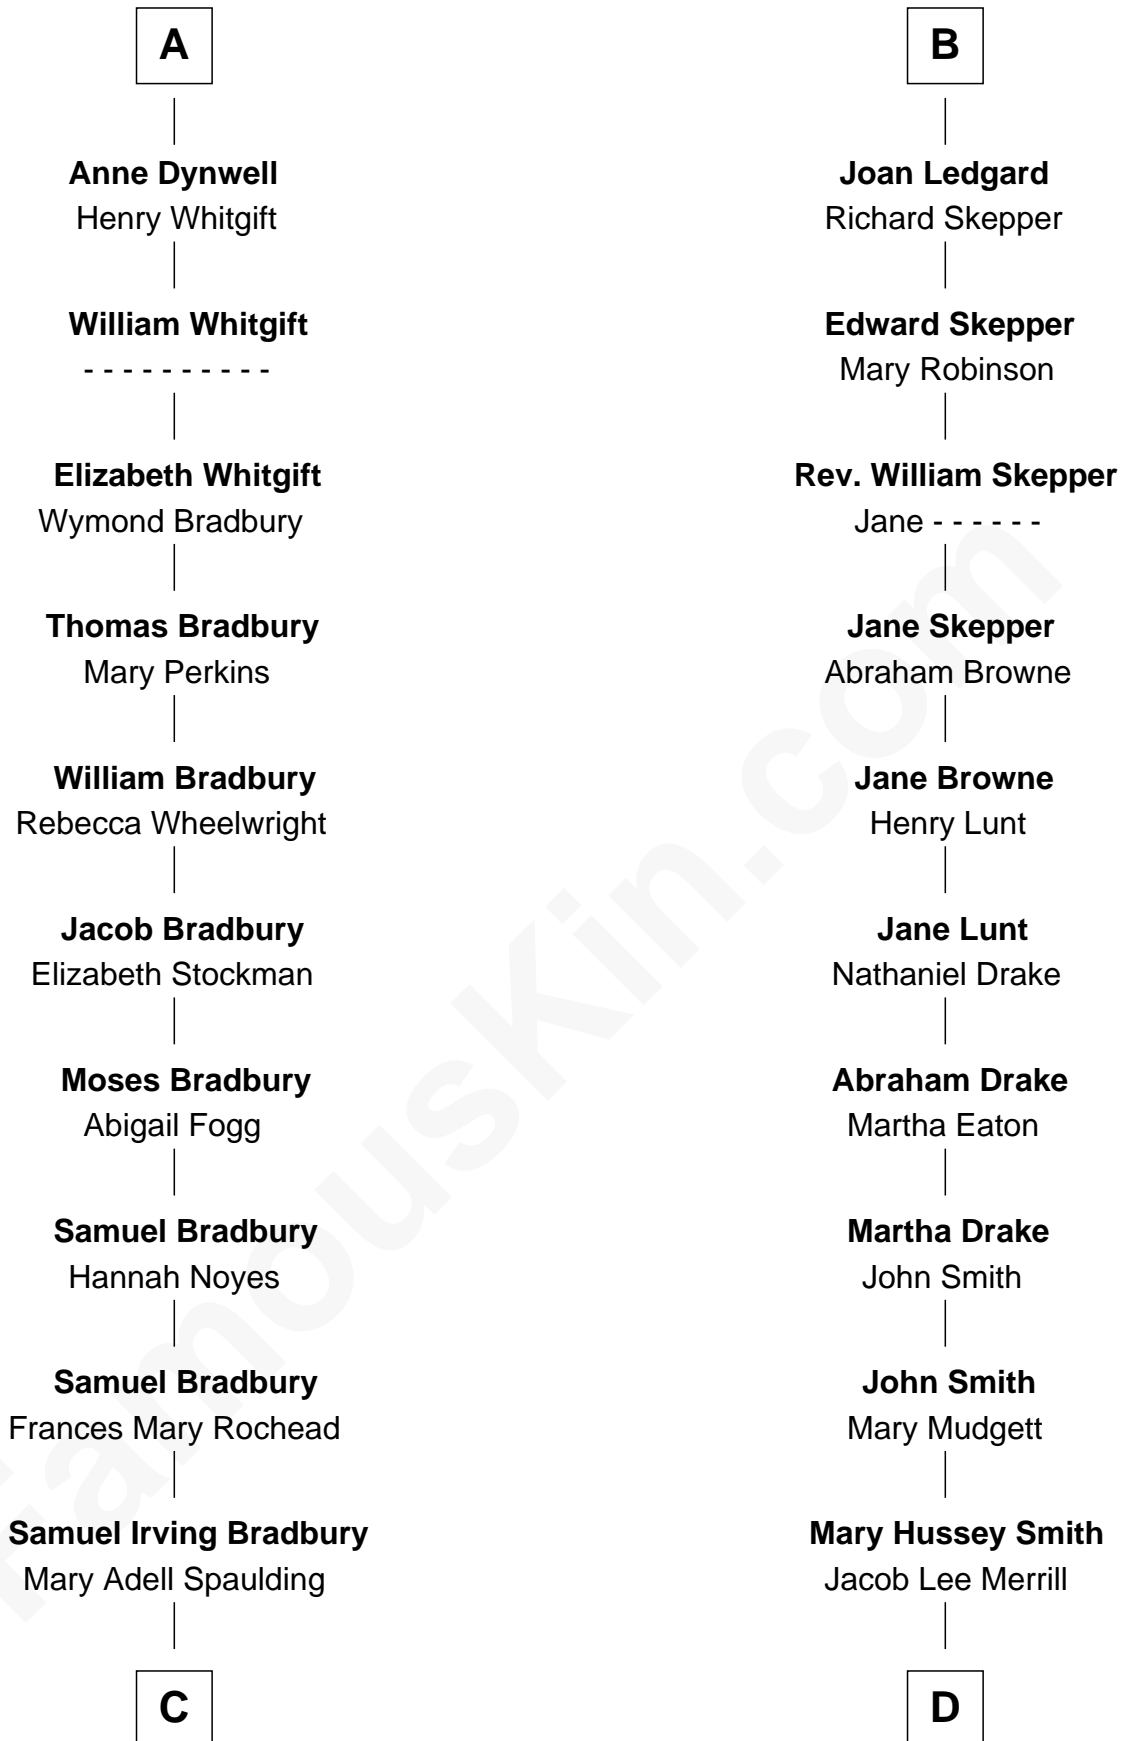 A
Anne Dynwell
Henry Whitgift
William Whitgift
- - - - - - - - - -
Elizabeth Whitgift
Wymond Bradbury
Thomas Bradbury
Mary Perkins
William Bradbury
Rebecca Wheelwright
Jacob Bradbury
Elizabeth Stockman
Moses Bradbury
Abigail Fogg
Samuel Bradbury
Hannah Noyes
Samuel Bradbury
Frances Mary Rochead
Samuel Irving Bradbury
Mary Adell Spaulding
C
B
Joan Ledgard
Richard Skepper
Edward Skepper
Mary Robinson
Rev. William Skepper
Jane - - - - - -
Jane Skepper
Abraham Browne
Jane Browne
Henry Lunt
Jane Lunt
Nathaniel Drake
Abraham Drake
Martha Eaton
Martha Drake
John Smith
John Smith
Mary Mudgett
Mary Hussey Smith
Jacob Lee Merrill
D
FamousKin.com